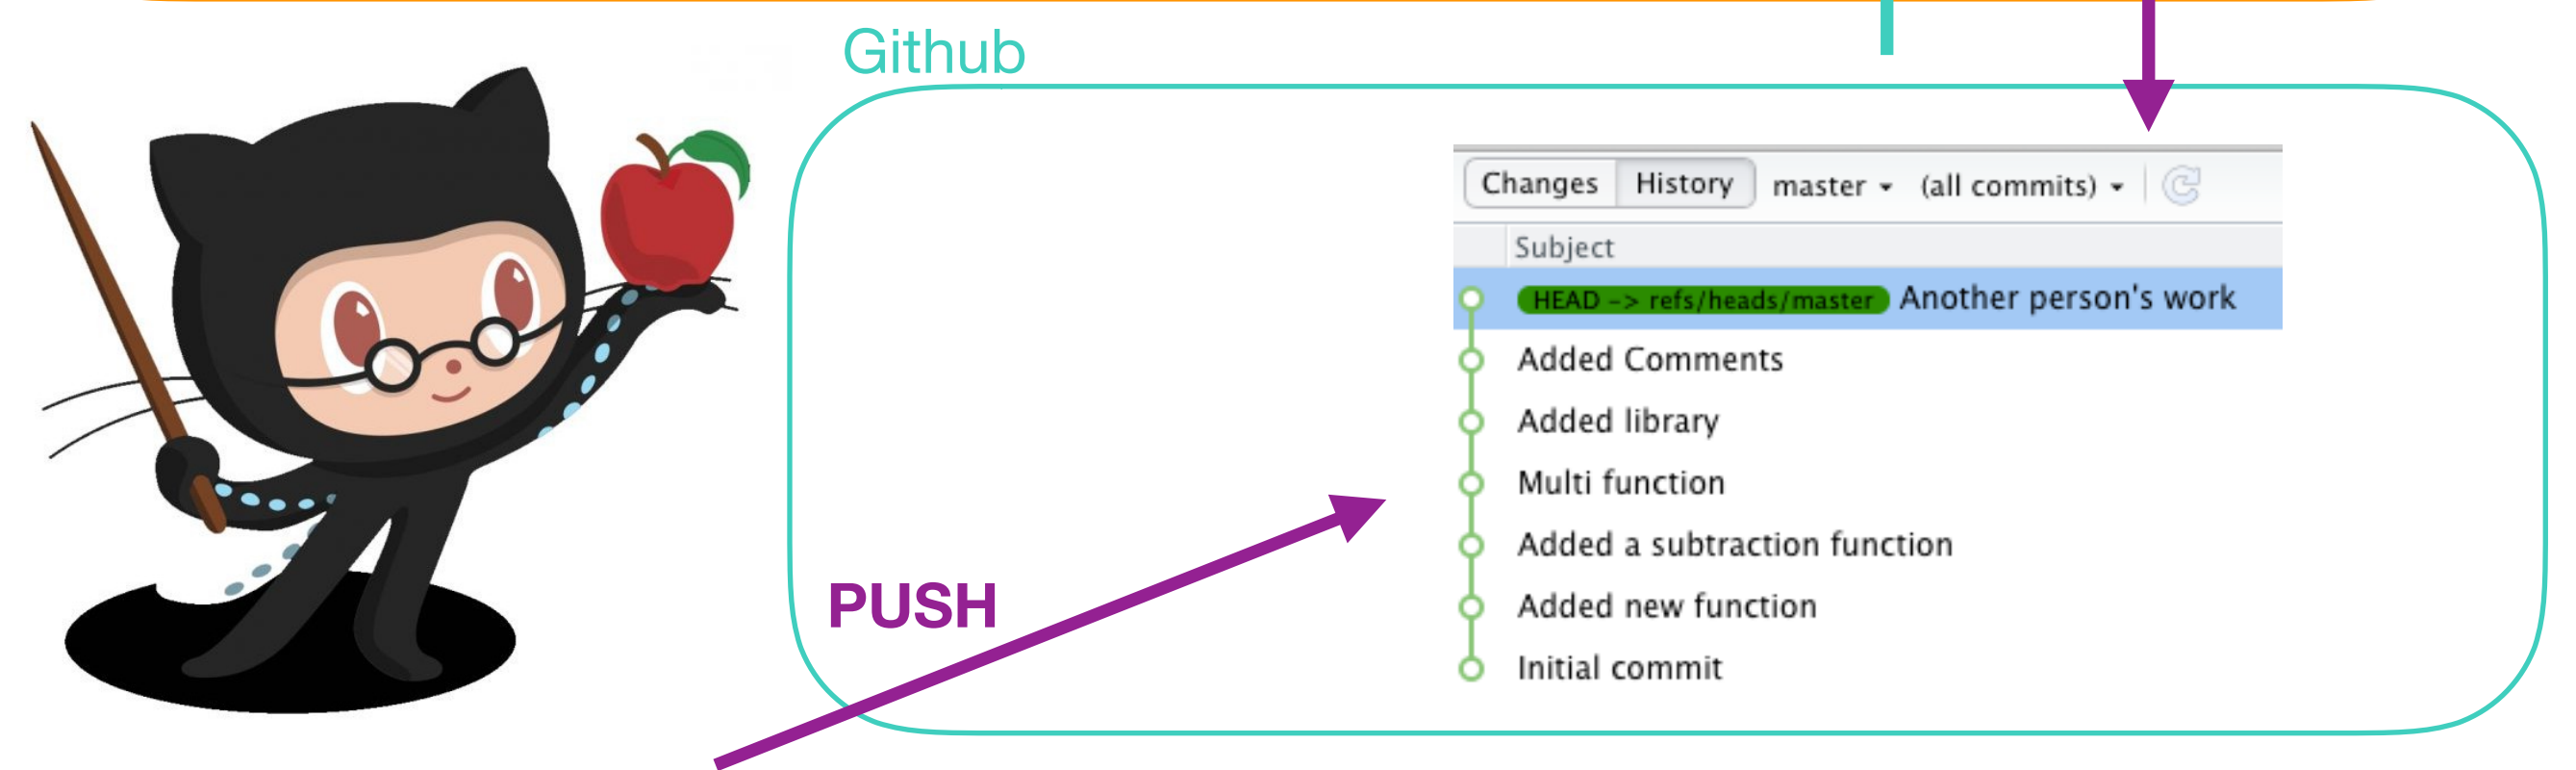 Github
Changes History master (all commits)
Subject
HEAD -> refs/heads/master Another person's work
Added Comments
Added library
Multi function
Added a subtraction function
Added new function
Initial commit
PUSH